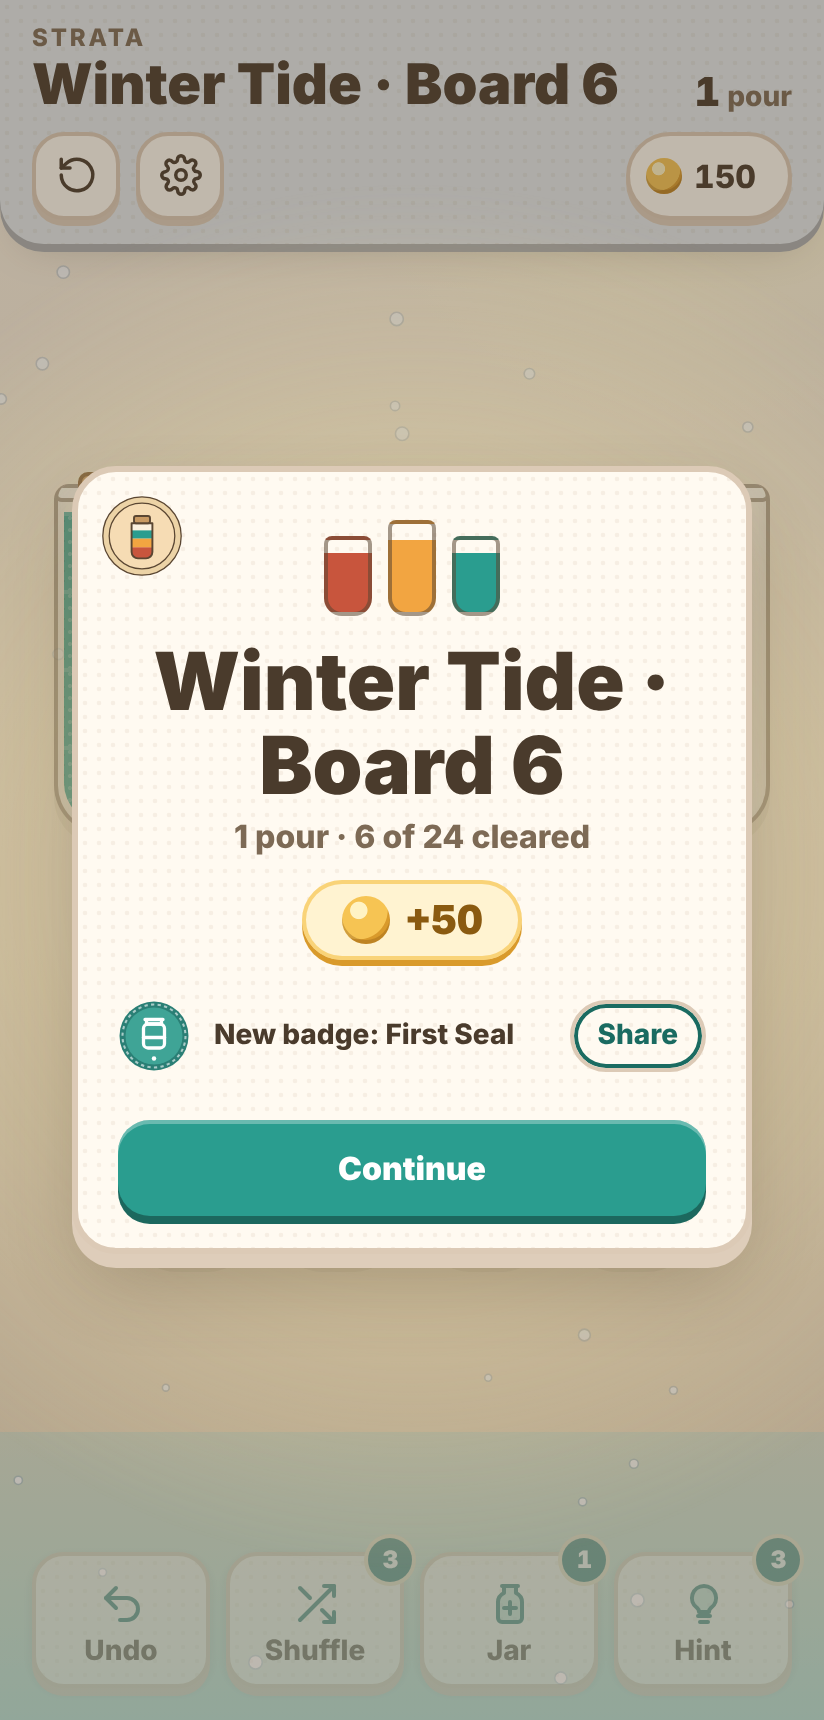 STRATA
Winter Tide · Board 6
1 pour
150
Winter Tide ·
Board 6
1 pour · 6 of 24 cleared
+50
New badge: First Seal
Share
Continue
3
1
3
Undo
Shuffle
Jar
Hint